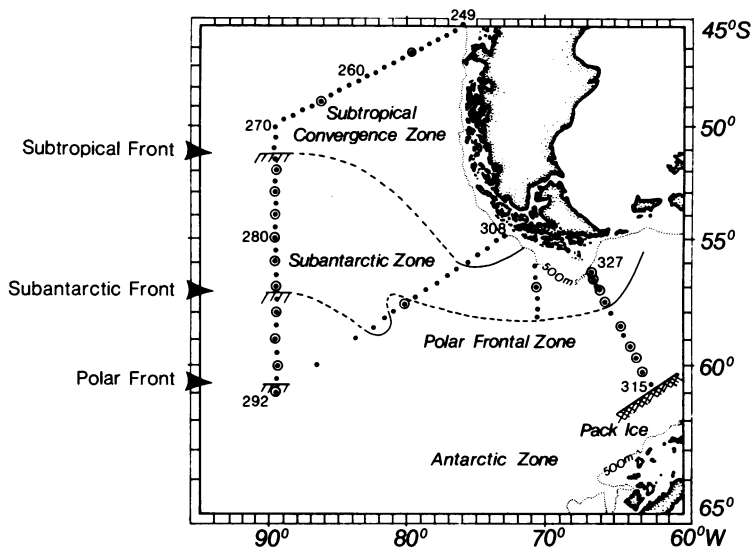 249
45°S
260
270
Subtropical
Convergence Zone
50°
Subtropical Front
308
280
Subantarctic Zone
500m
327
55°
Subantarctic Front
Polar Frontal Zone
60°
Polar Front
292
315
Pack Ice
Antarctic Zone
500m
65°
90°
80°
70°
60°W